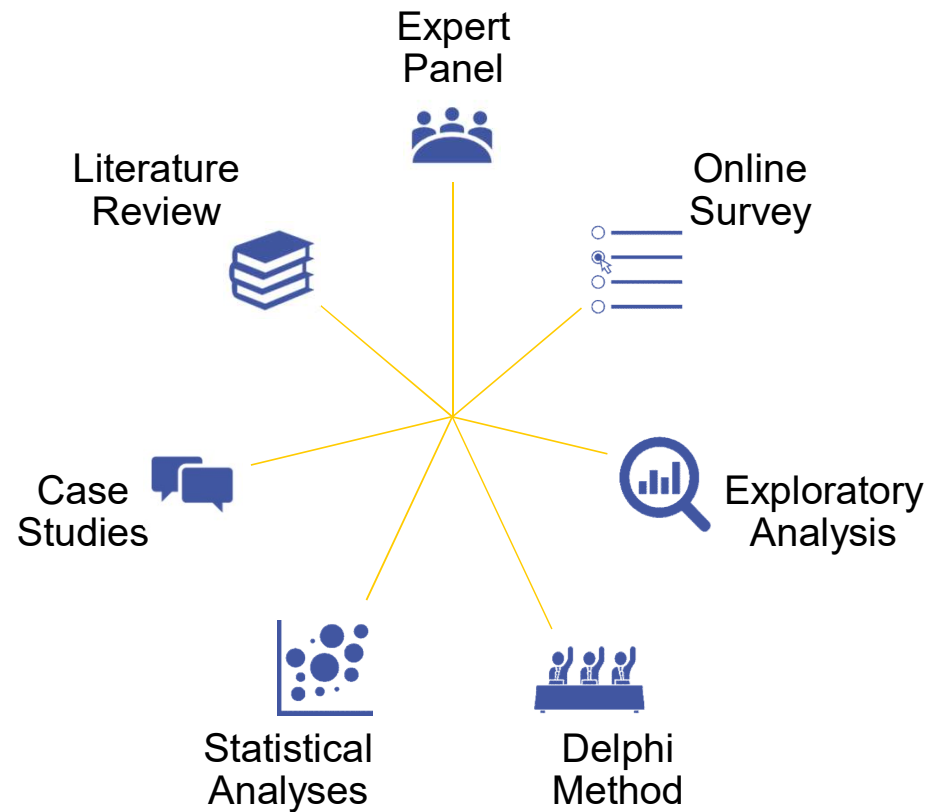 Expert
Panel
Literature
Review
Online
Survey
Case
Studies
Exploratory
Analysis
Statistical
Analyses
Delphi
Method